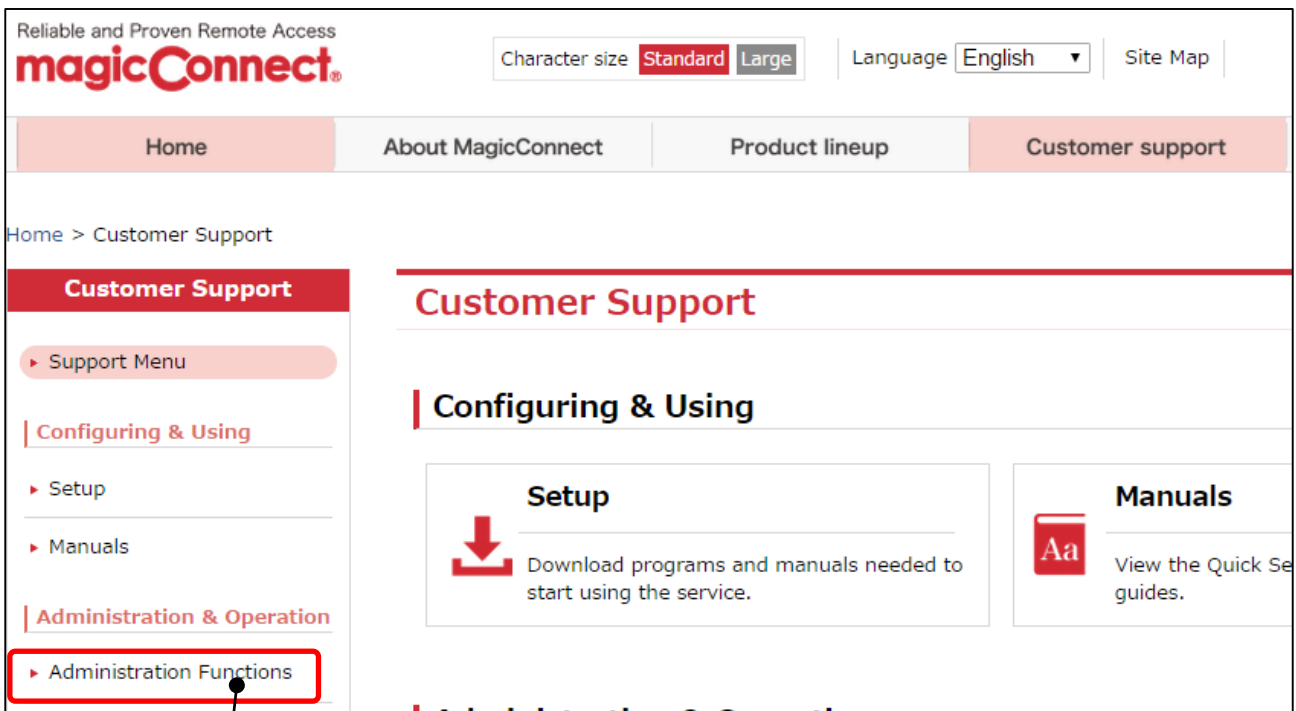 Reliable and Proven Remote Access
magicConnect®
Character size Standard Large Language English Site Map
Home About MagicConnect Product lineup Customer support
Home > Customer Support
Customer Support
Customer Support
Support Menu
Configuring & Using
Configuring & Using
Setup
Manuals
Administration & Operation
Administration Functions
Setup
Download programs and manuals needed to
start using the service.
Manuals
View the Quick Se
guides.